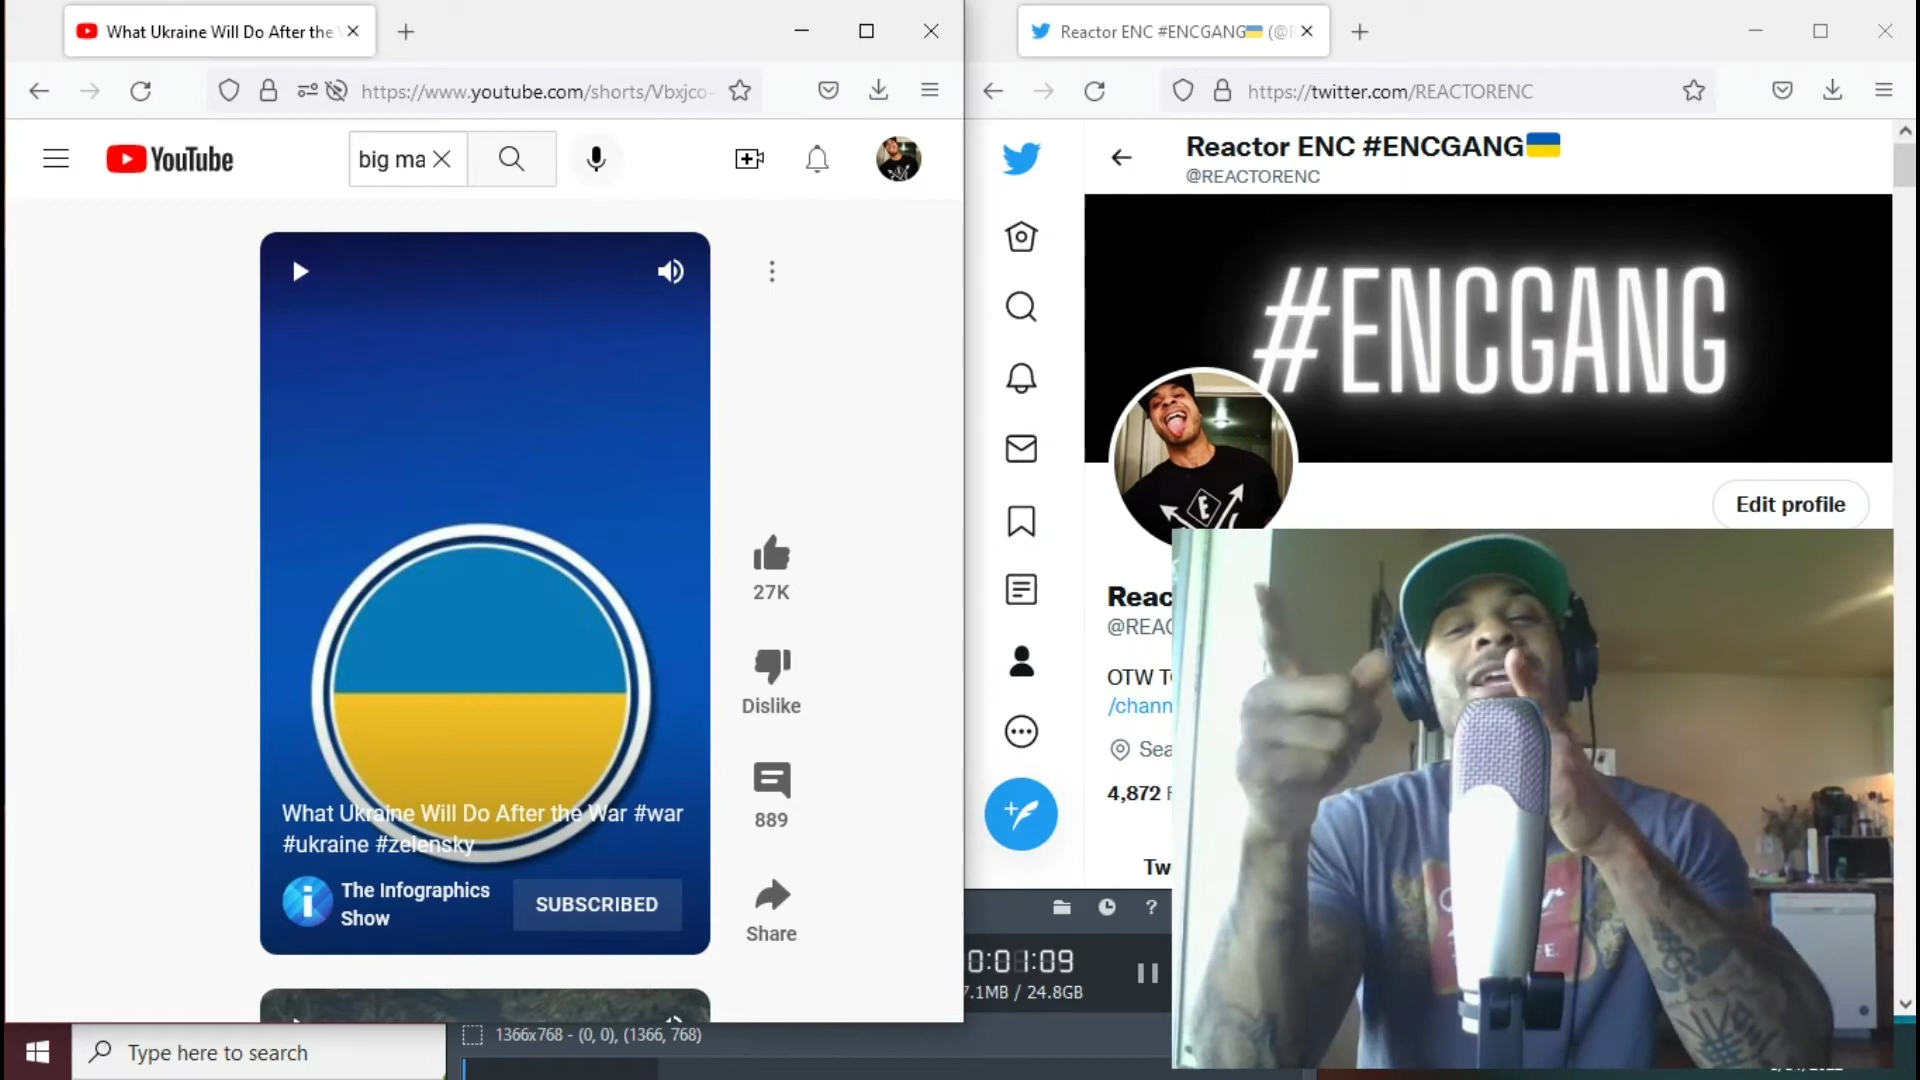 What Ukraine Will Do After the
https://www.youtube.com/shorts/Vbxjco-
YouTube
big ma
27K
Dislike
889
Share
What Ukraine Will Do After the War #war
#ukraine #zelensky
The Infographics
Show
SUBSCRIBED
Reactor ENC #ENCGANG (@R
https://twitter.com/REACTORENC
Reactor ENC #ENCGANG
@REACTORENC
#ENCGANG
E
Edit profile
Reac
@REAC
OTW T
/chann
Sea
4,872 F
Tw
?
0:01:09
7.1MB / 24.8GB
1366x768 - (0, 0), (1366, 768)
Type here to search